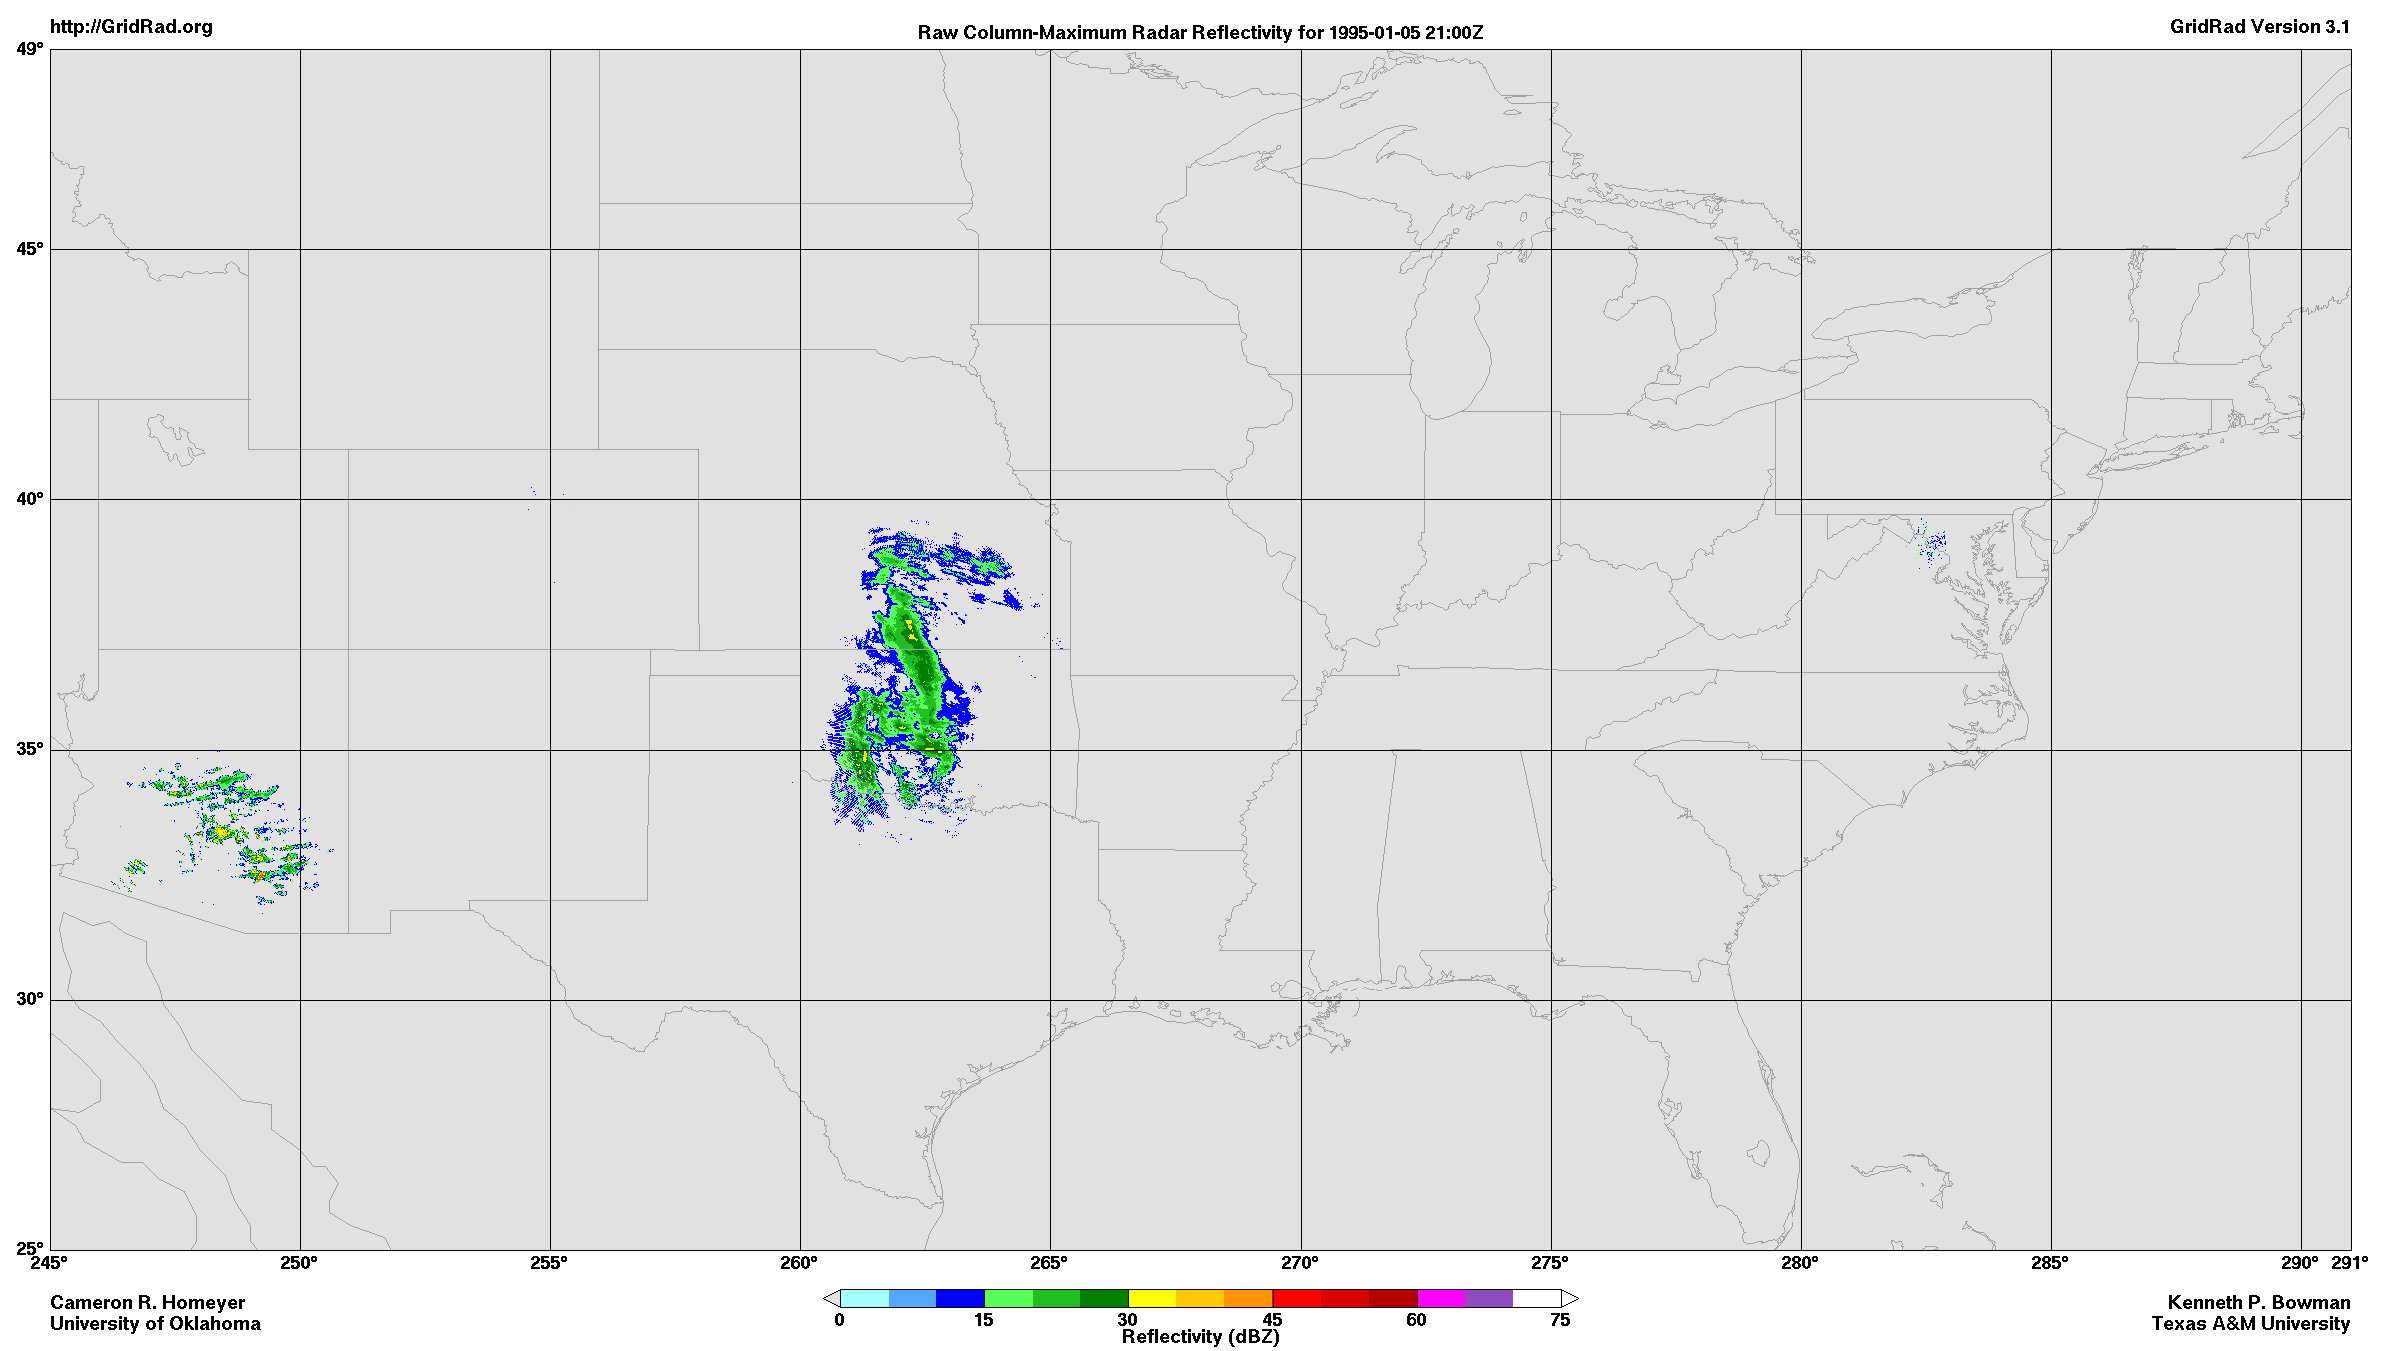 http://GridRad.org
Raw Column-Maximum Radar Reflectivity for 1995-01-05 21:00Z
GridRad Version 3.1
49°
45°
40°
35°
30°
25°
245° 250° 255° 260° 265° 270° 275° 280° 285° 290° 291°
0 15 30 45 60 75
Reflectivity (dBZ)
Cameron R. Homeyer
University of Oklahoma
Kenneth P. Bowman
Texas A&M University